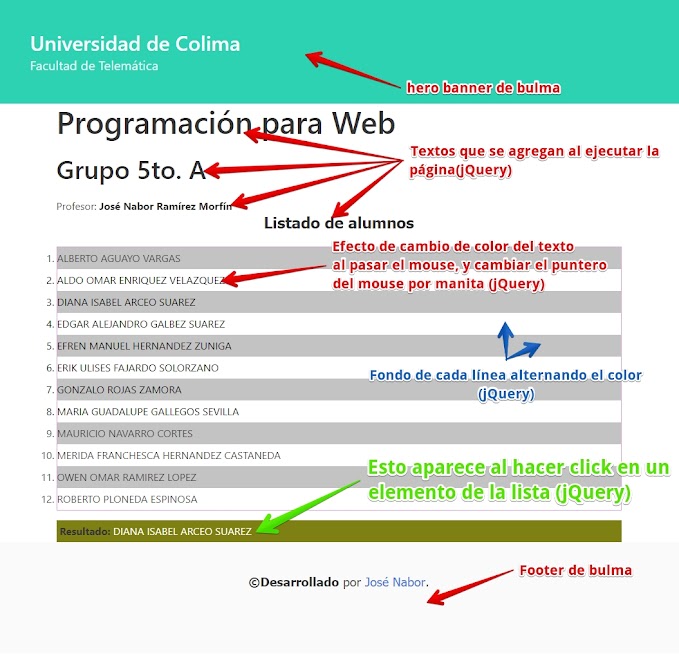 Universidad de Colima
Facultad de Telemática
hero banner de bulma
Programación para Web
Textos que se agregan al ejecutar la
página(jQuery)
Grupo 5to. A
Profesor: José Nabor Ramírez Morfín
Listado de alumnos
Efecto de cambio de color del texto
al pasar el mouse, y cambiar el puntero
del mouse por manita (jQuery)
1. ALBERTO AGUAYO VARGAS
2. ALDO OMAR ENRIQUEZ VELAZQUEZ
3. DIANA ISABEL ARCEO SUAREZ
4. EDGAR ALEJANDRO GALBEZ SUAREZ
5. EFREN MANUEL HERNANDEZ ZUNIGA
6. ERIK ULISES FAJARDO SOLORZANO
7. GONZALO ROJAS ZAMORA
8. MARIA GUADALUPE GALLEGOS SEVILLA
9. MAURICIO NAVARRO CORTES
10. MERIDA FRANCHESCA HERNANDEZ CASTANEDA
11. OWEN OMAR RAMIREZ LOPEZ
12. ROBERTO PLONEDA ESPINOSA
Fondo de cada línea alternando el color
(jQuery)
Esto aparece al hacer click en un
elemento de la lista (jQuery)
Resultado: DIANA ISABEL ARCEO SUAREZ
Footer de bulma
©Desarrollado por José Nabor.